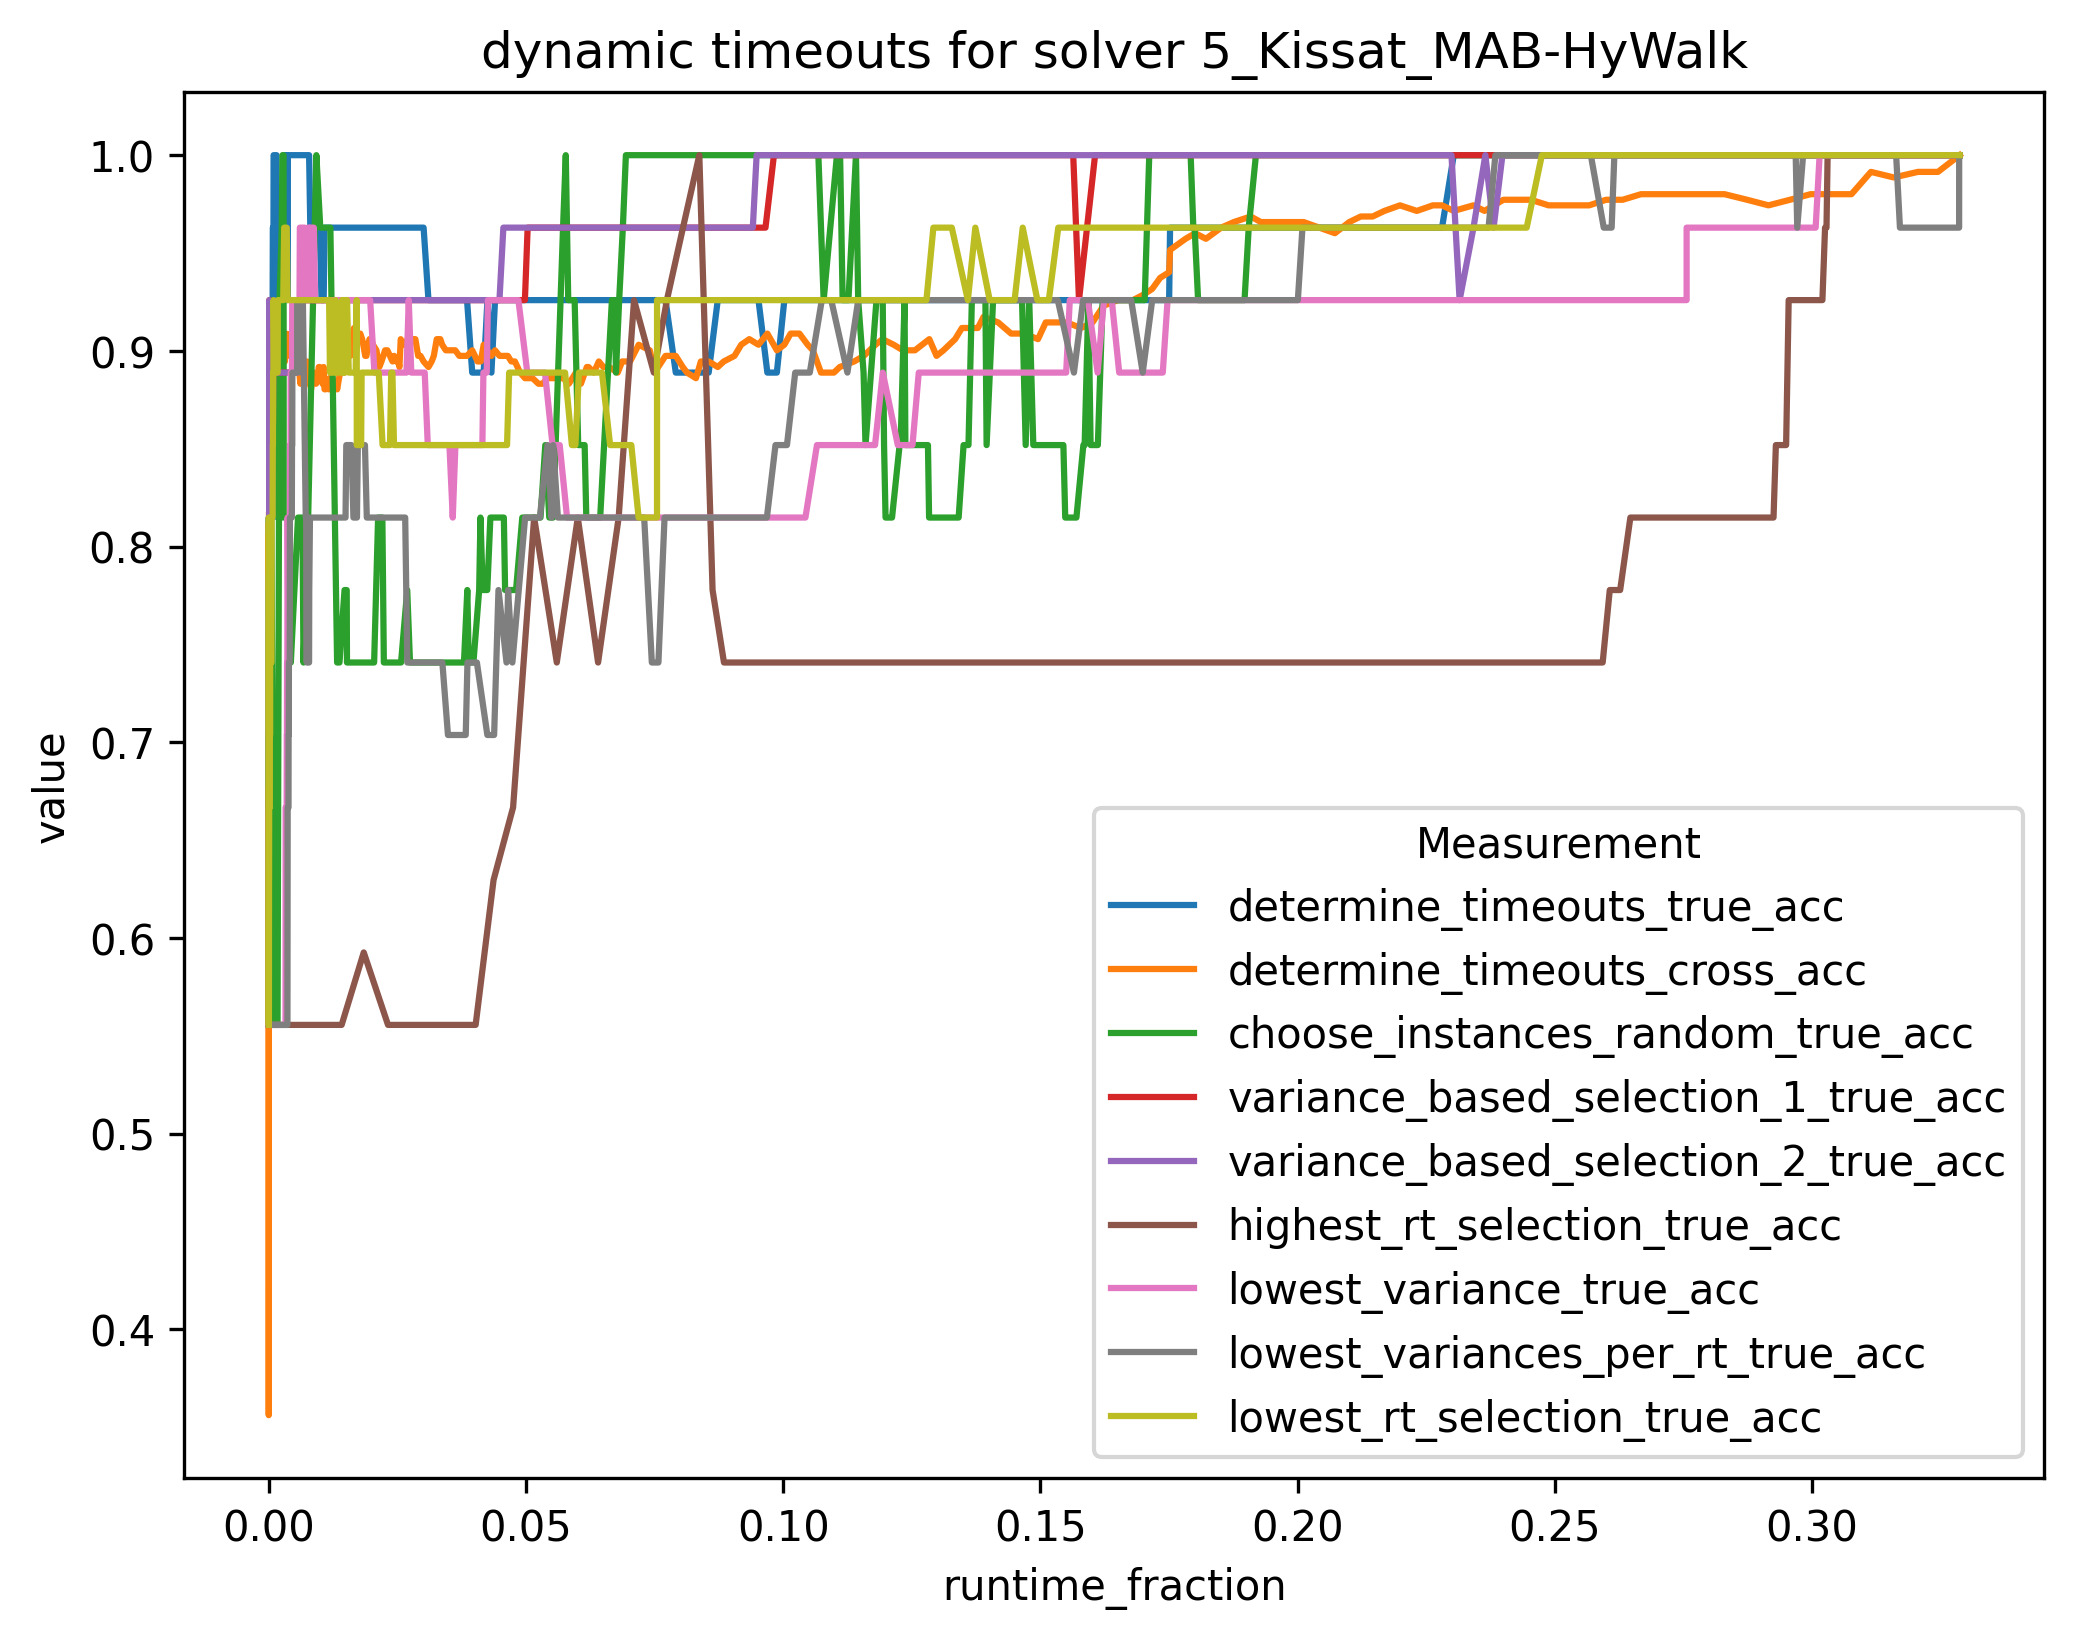 dynamic timeouts for solver 5_Kissat_MAB-HyWalk
value
1.0
0.9
0.8
0.7
0.6
0.5
0.4
Measurement
determine_timeouts_true_acc
determine_timeouts_cross_acc
choose_instances_random_true_acc
variance_based_selection_1_true_acc
variance_based_selection_2_true_acc
highest_rt_selection_true_acc
lowest_variance_true_acc
lowest_variances_per_rt_true_acc
lowest_rt_selection_true_acc
0.00 0.05 0.10 0.15 0.20 0.25 0.30
runtime_fraction